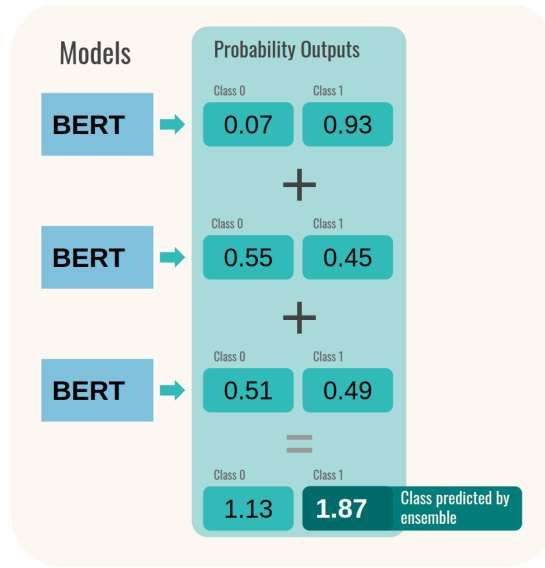 Models
Probability Outputs
Class 0 Class 1
BERT 0.07 0.93
+
Class 0 Class 1
BERT 0.55 0.45
+
Class 0 Class 1
BERT 0.51 0.49
=
Class 0 Class 1
1.13 1.87 Class predicted by
ensemble